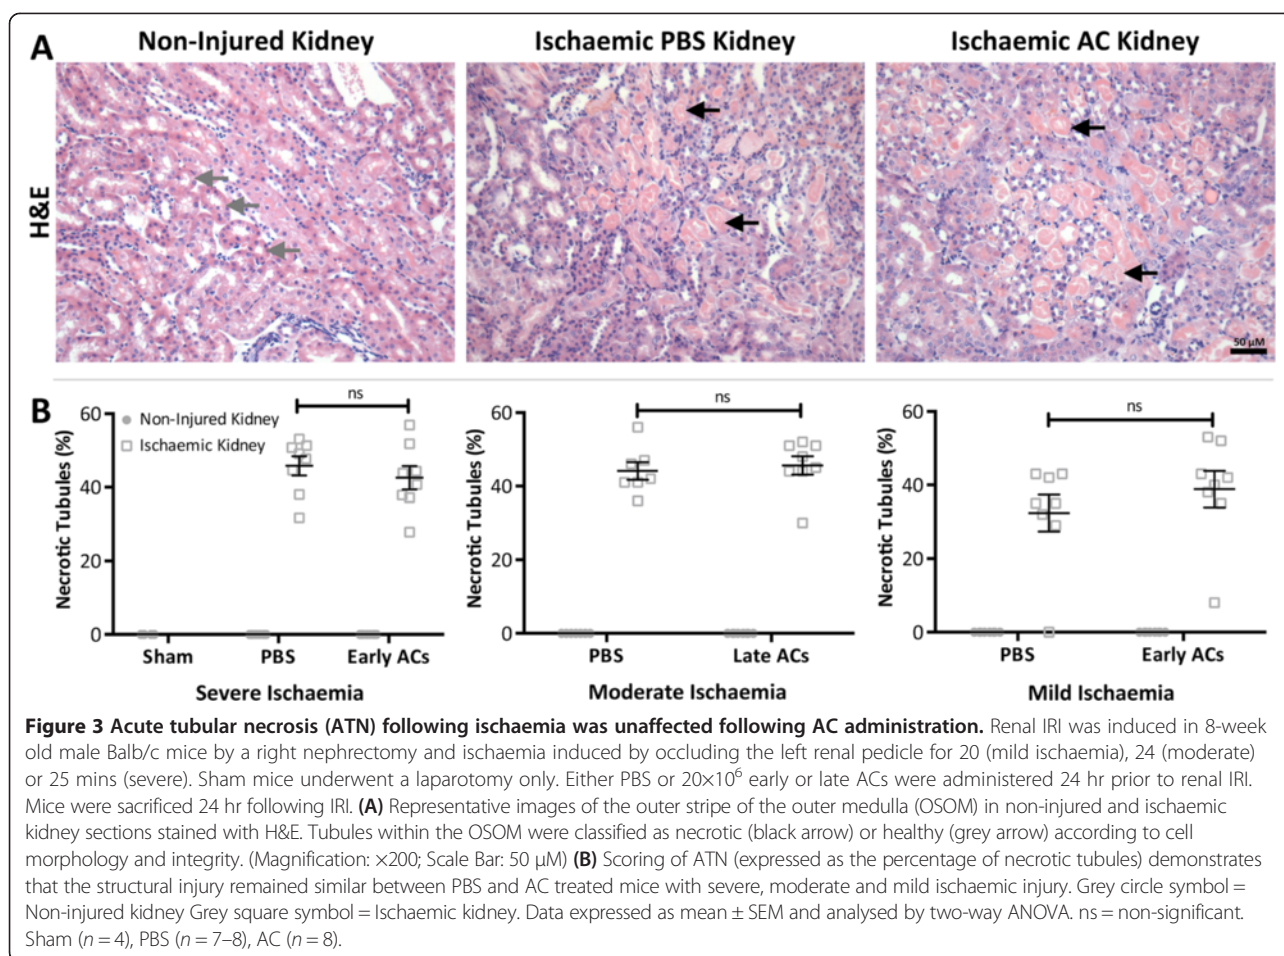 A
Non-Injured Kidney
Ischaemic PBS Kidney
Ischaemic AC Kidney
H&E
50 µM
B
Necrotic Tubules (%)
60
40
20
0
Non-Injured Kidney
Ischaemic Kidney
ns
Sham
PBS
Early ACs
Severe Ischaemia
Necrotic Tubules (%)
60
40
20
0
ns
PBS
Late ACs
Moderate Ischaemia
Necrotic Tubules (%)
60
40
20
0
ns
PBS
Early ACs
Mild Ischaemia
Figure 3 Acute tubular necrosis (ATN) following ischaemia was unaffected following AC administration. Renal IRI was induced in 8-week
old male Balb/c mice by a right nephrectomy and ischaemia induced by occluding the left renal pedicle for 20 (mild ischaemia), 24 (moderate)
or 25 mins (severe). Sham mice underwent a laparotomy only. Either PBS or 20×10⁶ early or late ACs were administered 24 hr prior to renal IRI.
Mice were sacrificed 24 hr following IRI. (A) Representative images of the outer stripe of the outer medulla (OSOM) in non-injured and ischaemic
kidney sections stained with H&E. Tubules within the OSOM were classified as necrotic (black arrow) or healthy (grey arrow) according to cell
morphology and integrity. (Magnification: ×200; Scale Bar: 50 µM) (B) Scoring of ATN (expressed as the percentage of necrotic tubules) demonstrates
that the structural injury remained similar between PBS and AC treated mice with severe, moderate and mild ischaemic injury. Grey circle symbol =
Non-injured kidney Grey square symbol = Ischaemic kidney. Data expressed as mean ± SEM and analysed by two-way ANOVA. ns = non-significant.
Sham (n = 4), PBS (n = 7–8), AC (n = 8).